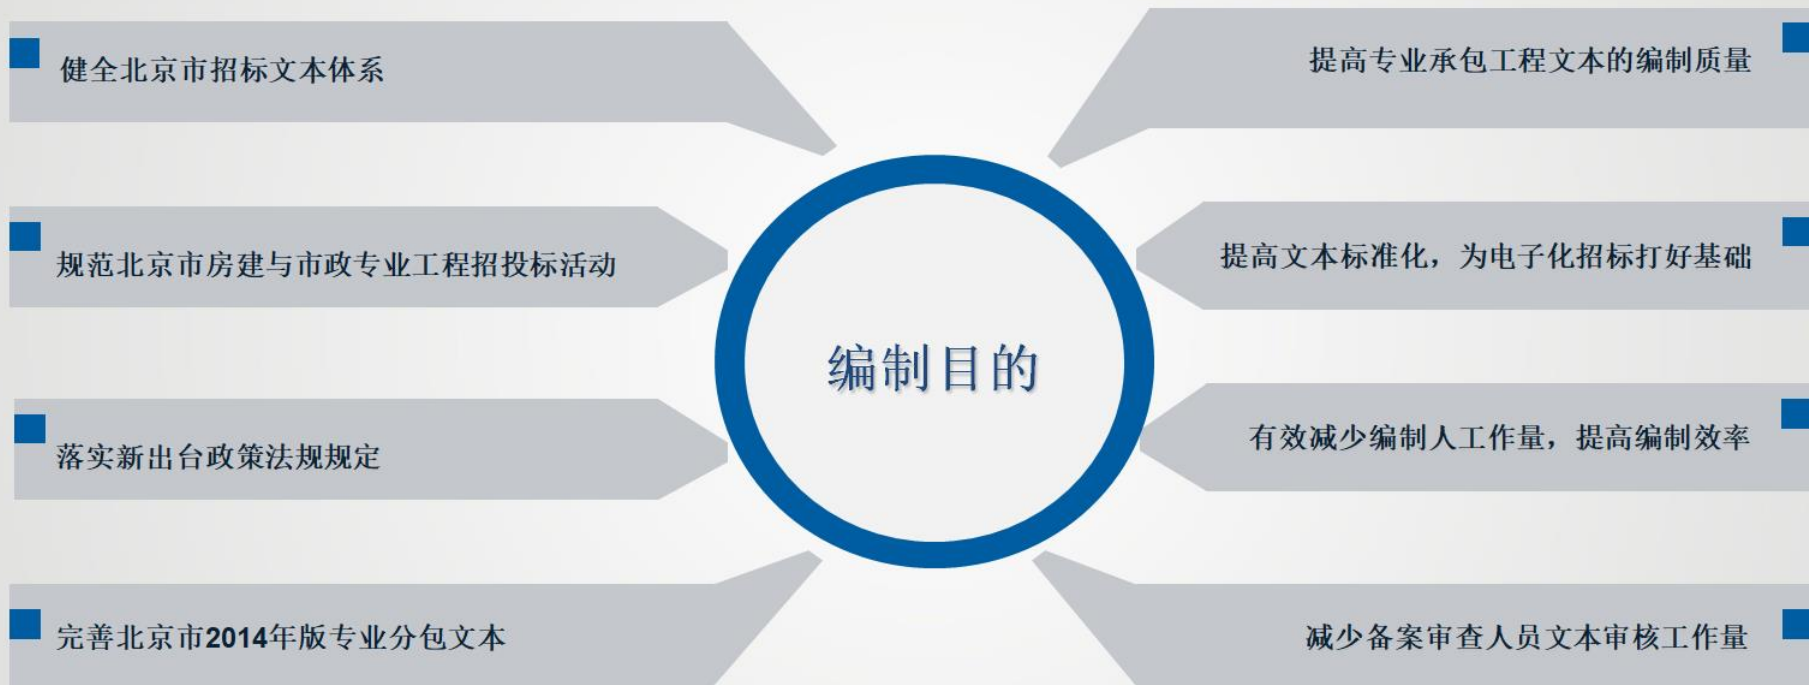 健全北京市招标文本体系
规范北京市房建与市政专业工程招投标活动
落实新出台政策法规规定
完善北京市2014年版专业分包文本
编制目的
提高专业承包工程文本的编制质量
提高文本标准化，为电子化招标打好基础
有效减少编制人工作量，提高编制效率
减少备案审查人员文本审核工作量